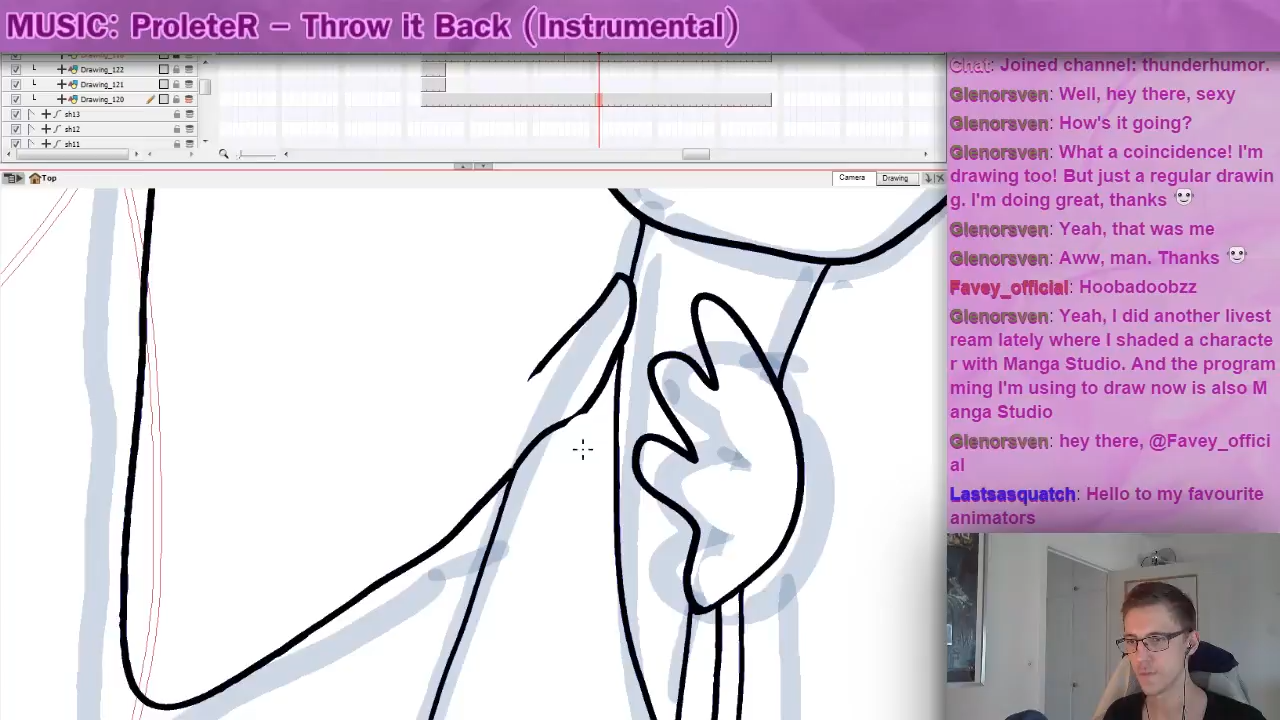 MUSIC: ProleteR – Throw it Back (Instrumental)
Drawing_122
Drawing_121
Drawing_120
sh13
sh12
sh11
Top
Camera
Drawing
Chat: Joined channel: thunderhumor.
Glenorsven: Well, hey there, sexy
Glenorsven: How's it going?
Glenorsven: What a coincidence! I'm
drawing too! But just a regular drawin
g. I'm doing great, thanks
Glenorsven: Yeah, that was me
Glenorsven: Aww, man. Thanks
Favey_official: Hoobadoobzz
Glenorsven: Yeah, I did another livest
ream lately where I shaded a characte
r with Manga Studio. And the program
ming I'm using to draw now is also M
anga Studio
Glenorsven: hey there, @Favey_offici
al
Lastsasquatch: Hello to my favourite
animators